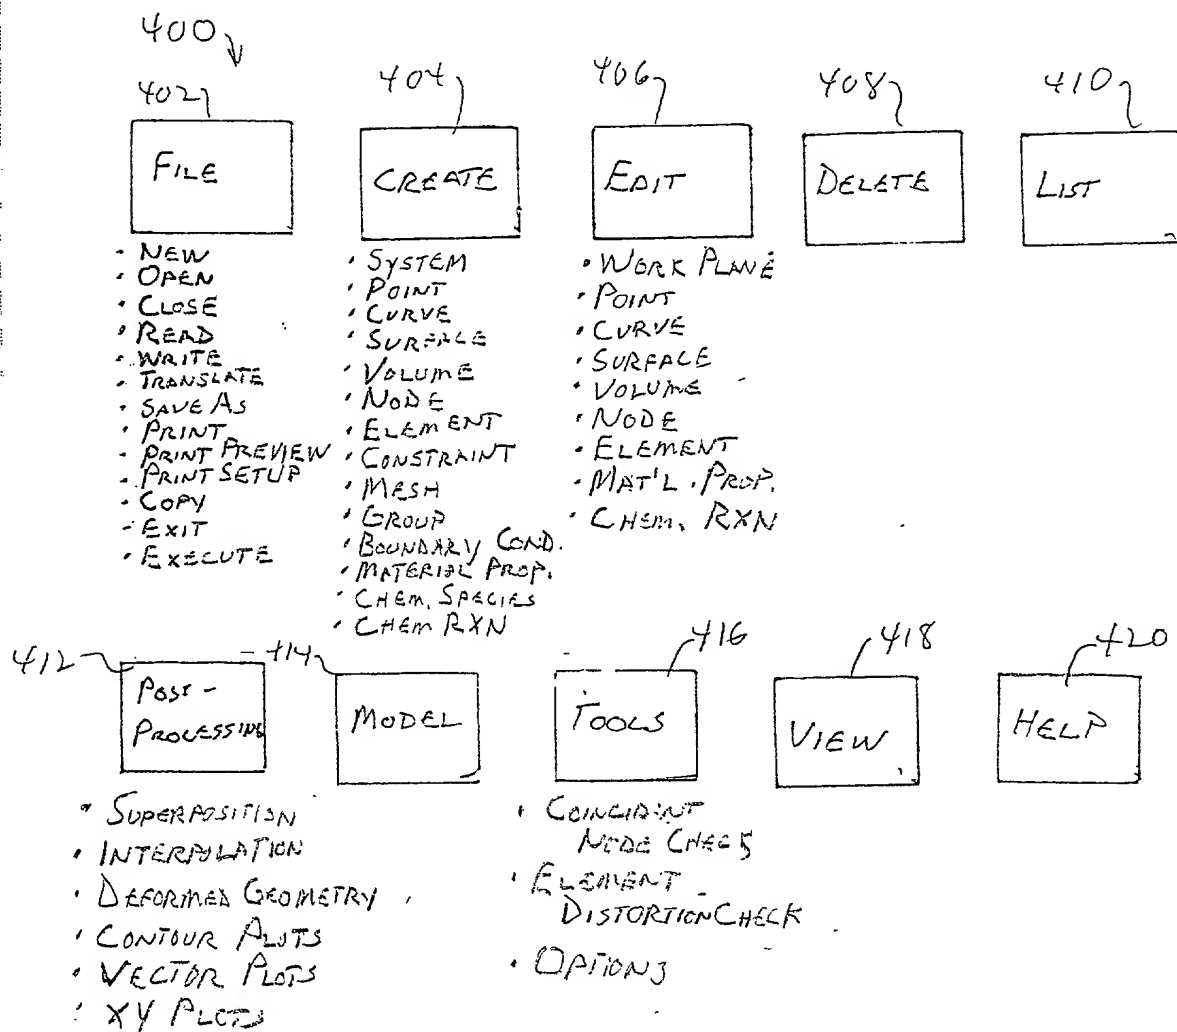 400
402
404
406
408
410
FILE
CREATE
EDIT
DELETE
LIST
· NEW
· OPEN
· CLOSE
· READ
· WRITE
· TRANSLATE
· SAVE AS
· PRINT
· PRINT PREVIEW
· PRINT SETUP
· COPY
· EXIT
· EXECUTE
· SYSTEM
· POINT
· CURVE
· SURFACE
· VOLUME
· NODE
· ELEMENT
· CONSTRAINT
· MESH
· GROUP
· BOUNDARY COND.
· MATERIAL PROP.
· CHEM. SPECIES
· CHEM RXN
· WORK PLANE
· POINT
· CURVE
· SURFACE
· VOLUME
· NODE
· ELEMENT
· MAT'L. PROP.
· CHEM. RXN
412
414
416
418
420
POST-
PROCESSING
MODEL
TOOLS
VIEW
HELP
· SUPERPOSITION
· INTERPOLATION
· DEFORMED GEOMETRY
· CONTOUR PLOTS
· VECTOR PLOTS
· XY PLOTS
· COINCIDENT
NODE CHECK
· ELEMENT
DISTORTION CHECK
· OPTIONS